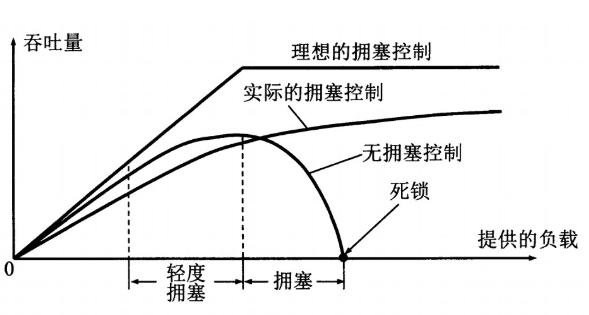 吞吐量
理想的拥塞控制
实际的拥塞控制
无拥塞控制
死锁
提供的负载
0
轻度
拥塞
拥塞